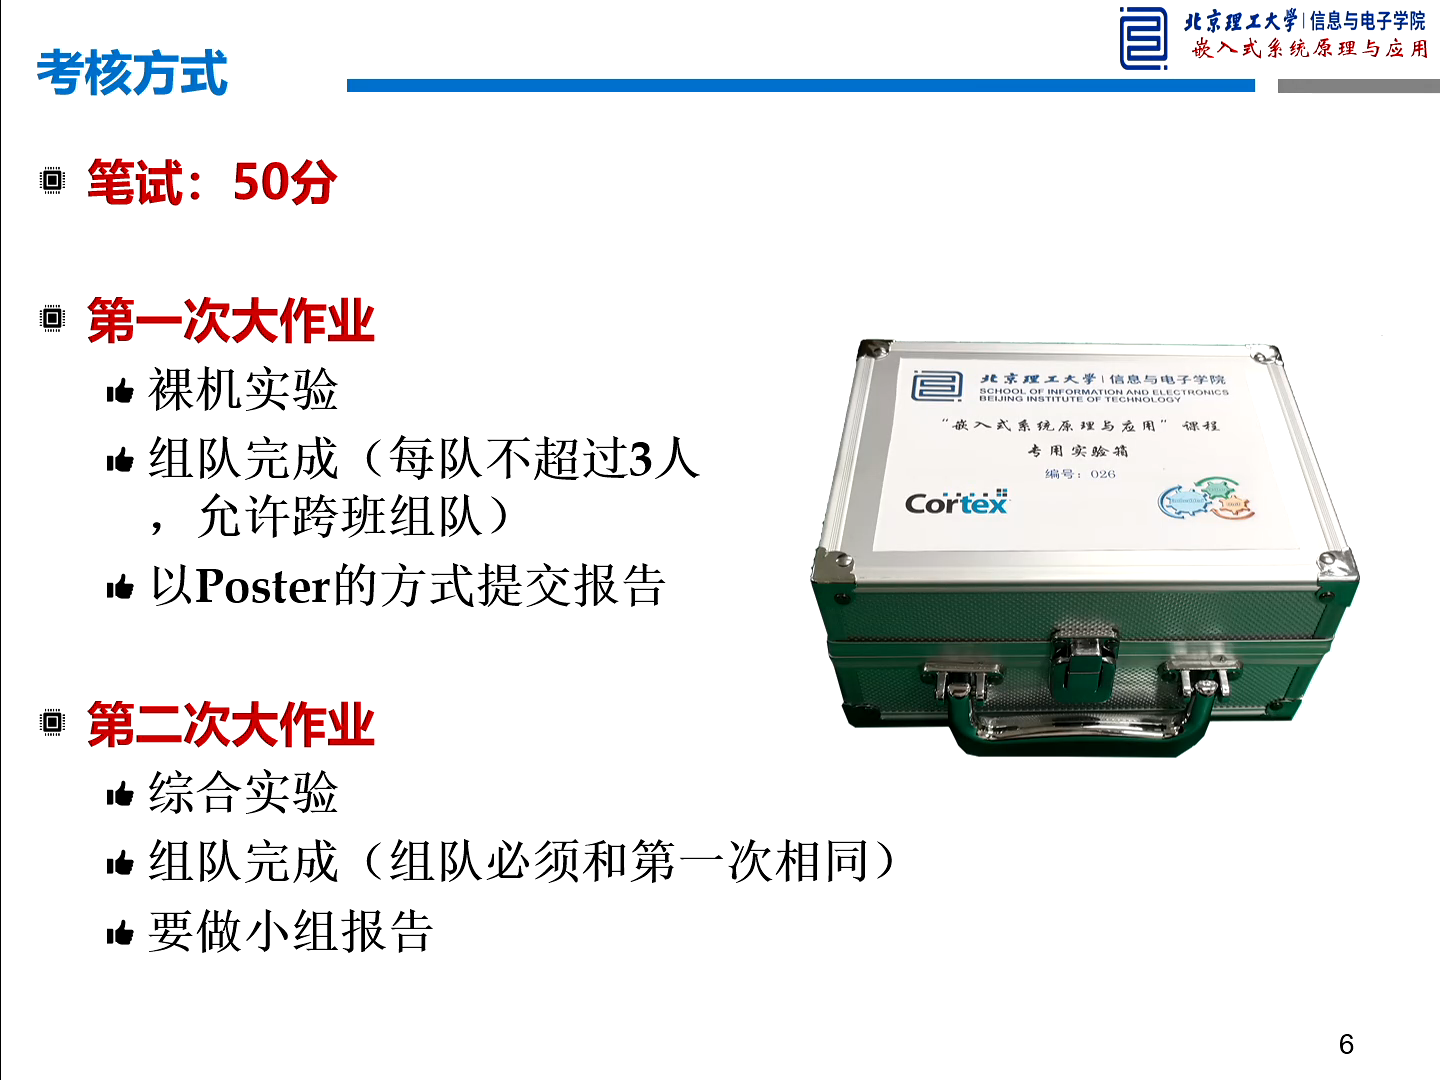 北京理工大学|信息与电子学院
嵌入式系统原理与应用
考核方式
笔试：50分
第一次大作业
裸机实验
组队完成（每队不超过3人
，允许跨班组队）
以Poster的方式提交报告
北京理工大学|信息与电子学院
SCHOOL OF INFORMATION AND ELECTRONICS
BEIJING INSTITUTE OF TECHNOLOGY
“嵌入式系统原理与应用”课程
专用实验箱
编号：026
Cortex
第二次大作业
综合实验
组队完成（组队必须和第一次相同）
要做小组报告
6